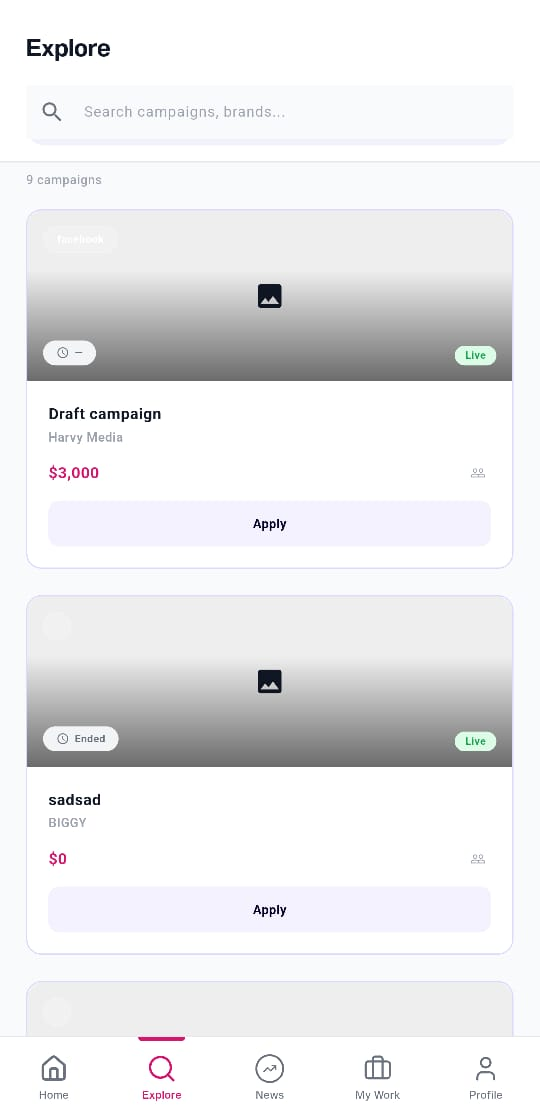 Explore
Search campaigns, brands...
9 campaigns
facebook
–
Live
Draft campaign
Harvy Media
$3,000
Apply
Ended
Live
sadsad
BIGGY
$0
Apply
Home
Explore
News
My Work
Profile